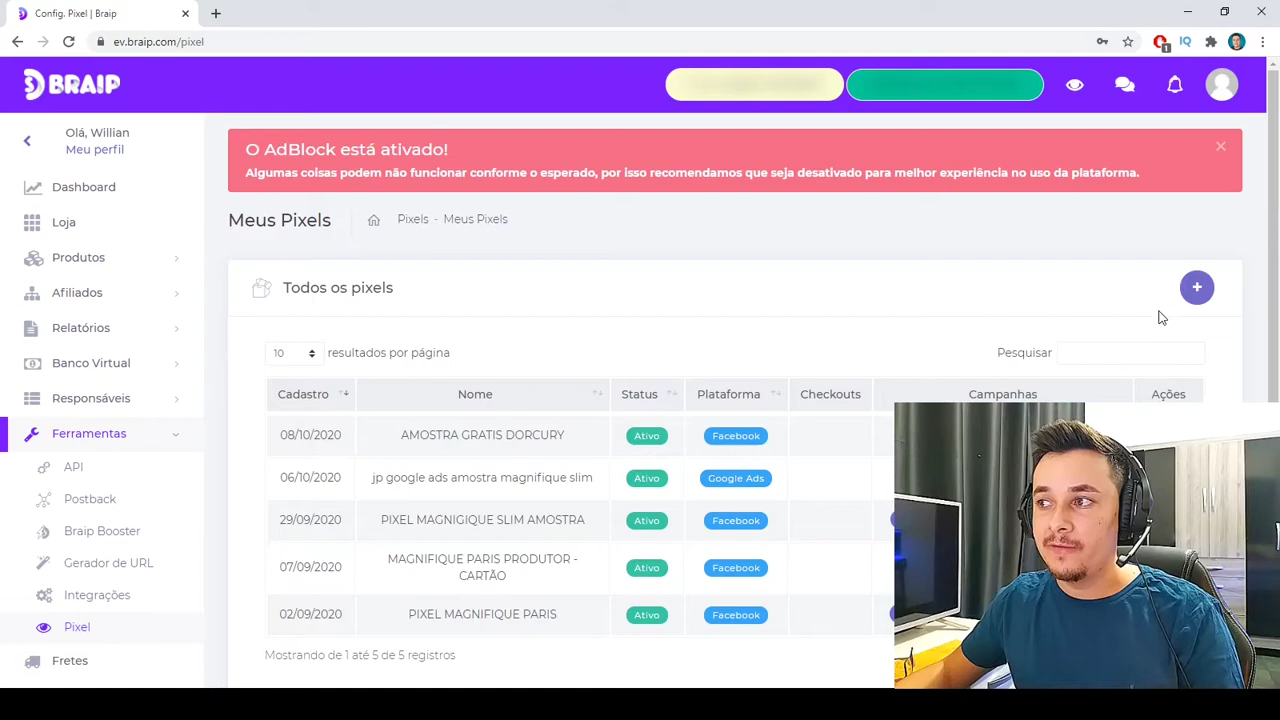 Config. Pixel | Braip
ev.braip.com/pixel
1
IQ
BRAIP
Olá, Willian
Meu perfil
O AdBlock está ativado!
Algumas coisas podem não funcionar conforme o esperado, por isso recomendamos que seja desativado para melhor experiência no uso da plataforma.
Dashboard
Loja
Produtos
Afiliados
Relatórios
Banco Virtual
Responsáveis
Ferramentas
API
Postback
Braip Booster
Gerador de URL
Integrações
Pixel
Fretes
Meus Pixels
Pixels - Meus Pixels
Todos os pixels
+
10 resultados por página
Pesquisar
Cadastro Nome Status Plataforma Checkouts Campanhas Ações
08/10/2020 AMOSTRA GRATIS DORCURY Ativo Facebook
06/10/2020 jp google ads amostra magnifique slim Ativo Google Ads
29/09/2020 PIXEL MAGNIGIQUE SLIM AMOSTRA Ativo Facebook
07/09/2020 MAGNIFIQUE PARIS PRODUTOR - CARTÃO Ativo Facebook
02/09/2020 PIXEL MAGNIFIQUE PARIS Ativo Facebook
Mostrando de 1 até 5 de 5 registros